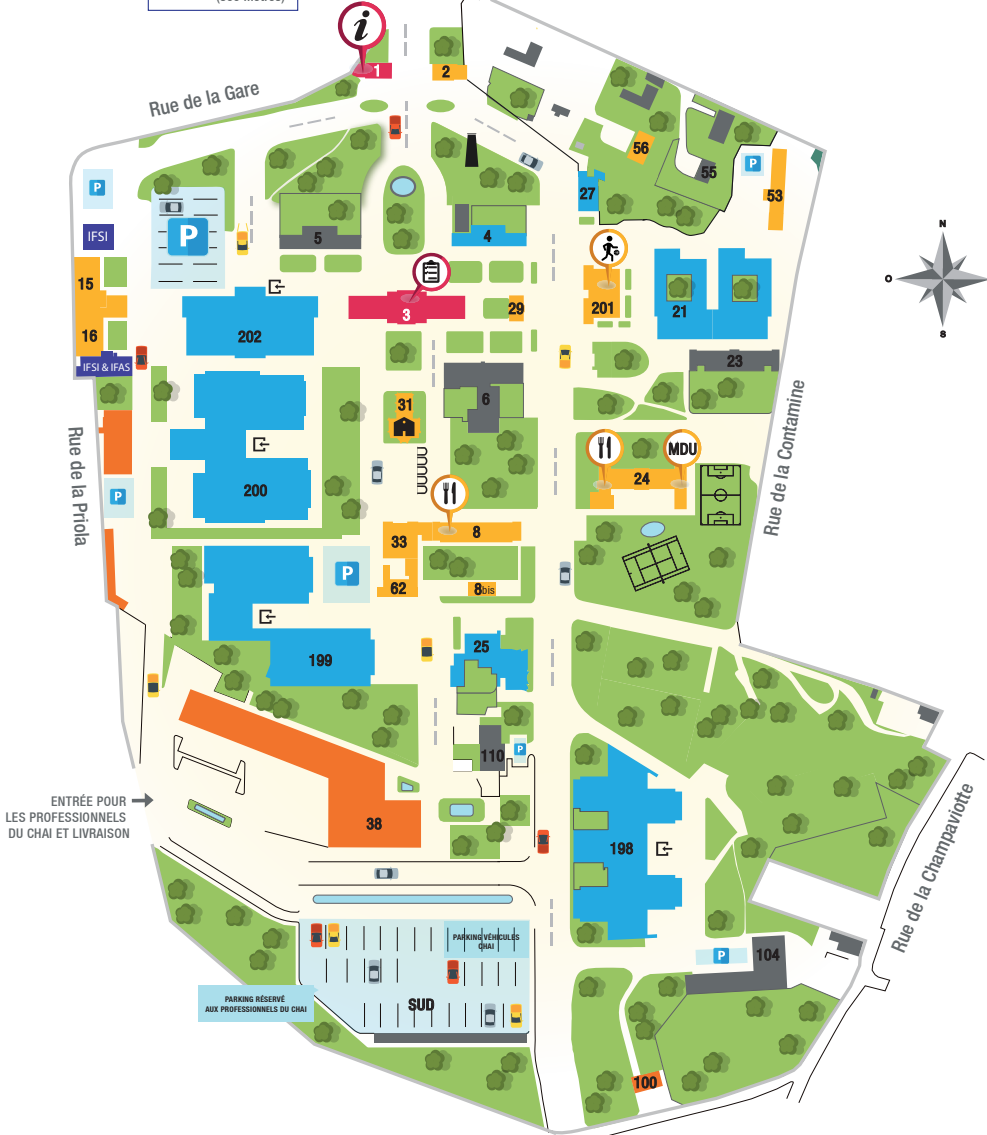 i
1
2
Rue de la Gare
56
55
P
53
27
P
IFSI
P
5
4
N
O
S
15
3
29
201
21
16
202
IFSI & IFAS
23
6
31
Rue de la Priola
Rue de la Contamine
MDU
24
200
P
33
8
P
62
8bis
199
25
110
P
ENTRÉE POUR
LES PROFESSIONNELS
DU CHAI ET LIVRAISON
38
198
Rue de la Champaviotte
PARKING VÉHICULES
CHAI
P
104
PARKING RÉSERVÉ
AUX PROFESSIONNELS DU CHAI
SUD
100